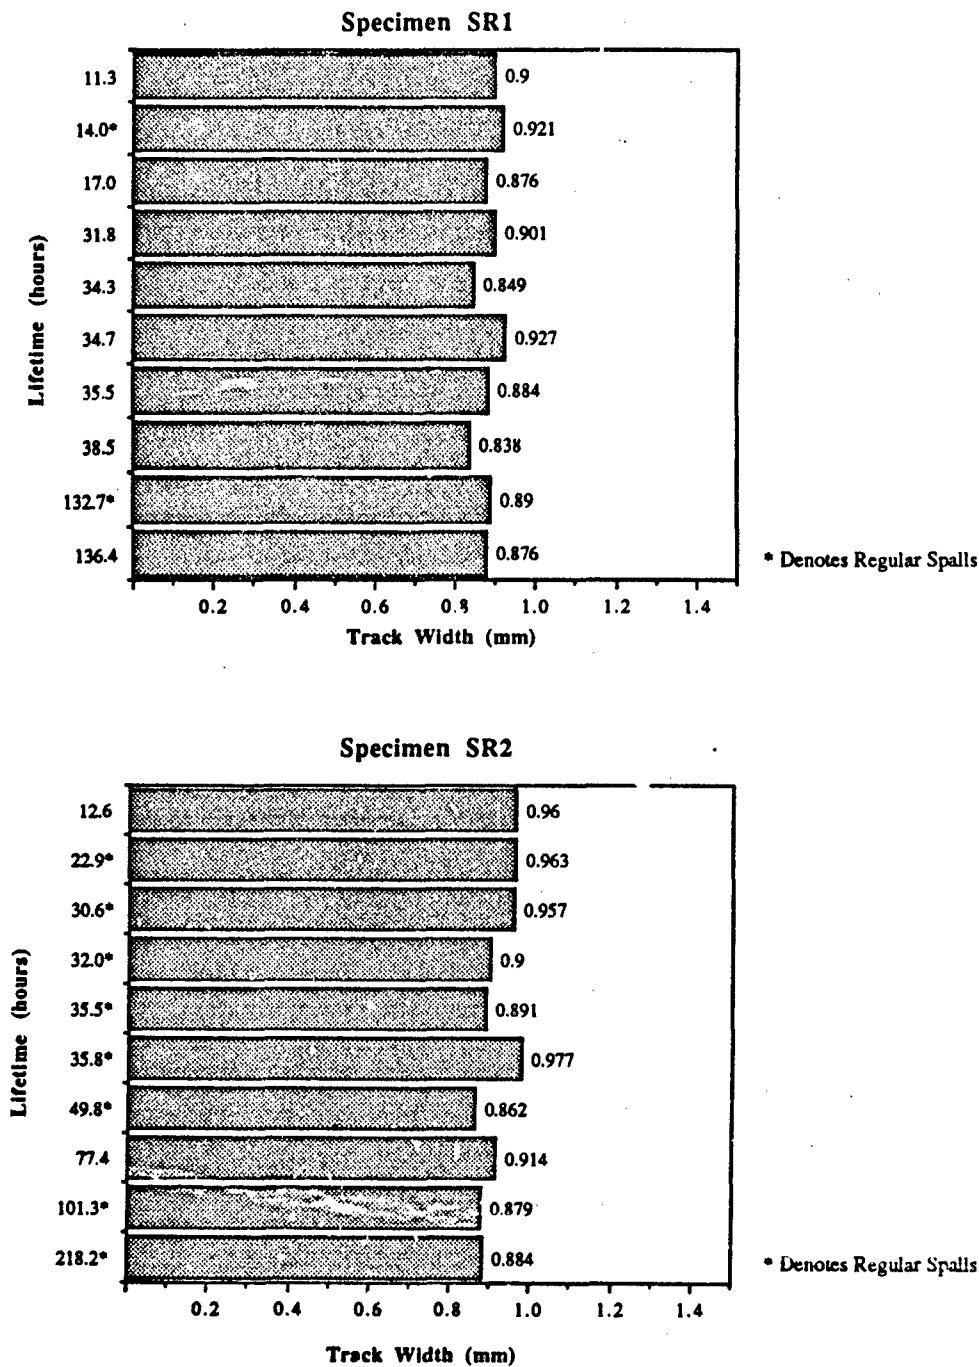 Specimen SR1
11.3 0.9
14.0* 0.921
17.0 0.876
31.8 0.901
34.3 0.849
34.7 0.927
35.5 0.884
38.5 0.838
132.7* 0.89
136.4 0.876
Lifetime (hours)
* Denotes Regular Spalls
0.2 0.4 0.6 0.8 1.0 1.2 1.4
Track Width (mm)
Specimen SR2
12.6 0.96
22.9* 0.963
30.6* 0.957
32.0* 0.9
35.5* 0.891
35.8* 0.977
49.8* 0.862
77.4 0.914
101.3* 0.879
218.2* 0.884
Lifetime (hours)
* Denotes Regular Spalls
0.2 0.4 0.6 0.8 1.0 1.2 1.4
Track Width (mm)